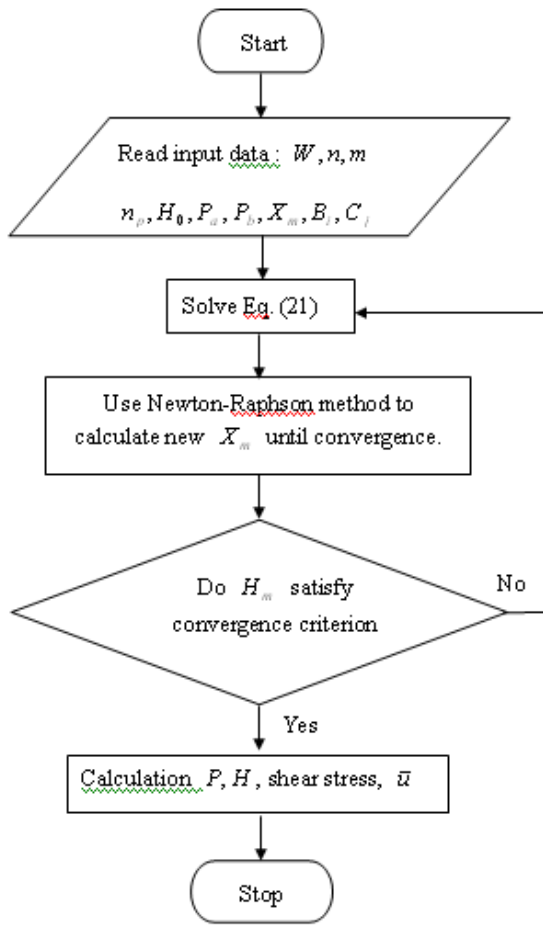 Start
Read input data : W, n, m
n_p, H_0, P_a, P_b, X_m, B_i, C_i
Solve Eq. (21)
Use Newton-Raphson method to
calculate new X_m until convergence.
Do H_m satisfy
convergence criterion
No
Yes
Calculation P, H, shear stress, u̅
Stop